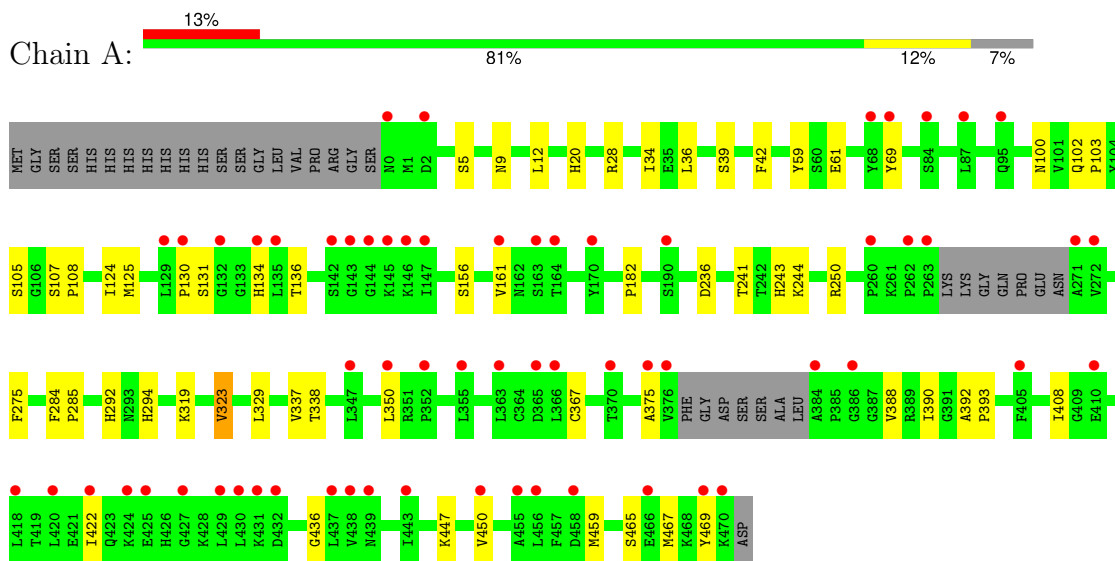 13%
Chain A:
81% 12% 7%
MET GLY SER SER HIS HIS HIS HIS HIS HIS HIS HIS SER SER GLY LEU VAL PRO ARG GLY SER N0 M1 D2 S5 N9 L12 H20 R28 I34 E35 L36 S39 F42 Y59 S60 E61 Y68 Y69 S84 L87 Q95 N100 V101 Q102 P103 Y104
S105 G106 S107 P108 I124 M125 L129 P130 S131 G132 G133 H134 L135 T136 S142 G143 G144 K145 K146 I147 S156 V161 N162 S163 T164 Y170 P182 S190 D236 T241 T242 H243 K244 R250 P260 K261 P262 P263 LYS LYS GLY GLN PRO GLU ASN A271 V272
F275 F284 P285 H292 N293 H294 K319 V323 L329 V337 T338 L347 L350 R351 P352 L355 L363 C364 D365 L366 C367 T370 A375 V376 PHE GLY ASP SER SER ALA LEU A384 P385 G386 G387 V388 R389 I390 G391 A392 P393 F405 I408 G409 E410
L418 T419 L420 E421 I422 Q423 K424 E425 H426 G427 K428 L429 L430 K431 D432 G436 L437 V438 N439 I443 K447 V450 A455 L456 F457 D458 M459 S465 E466 M467 K468 Y469 K470 ASP